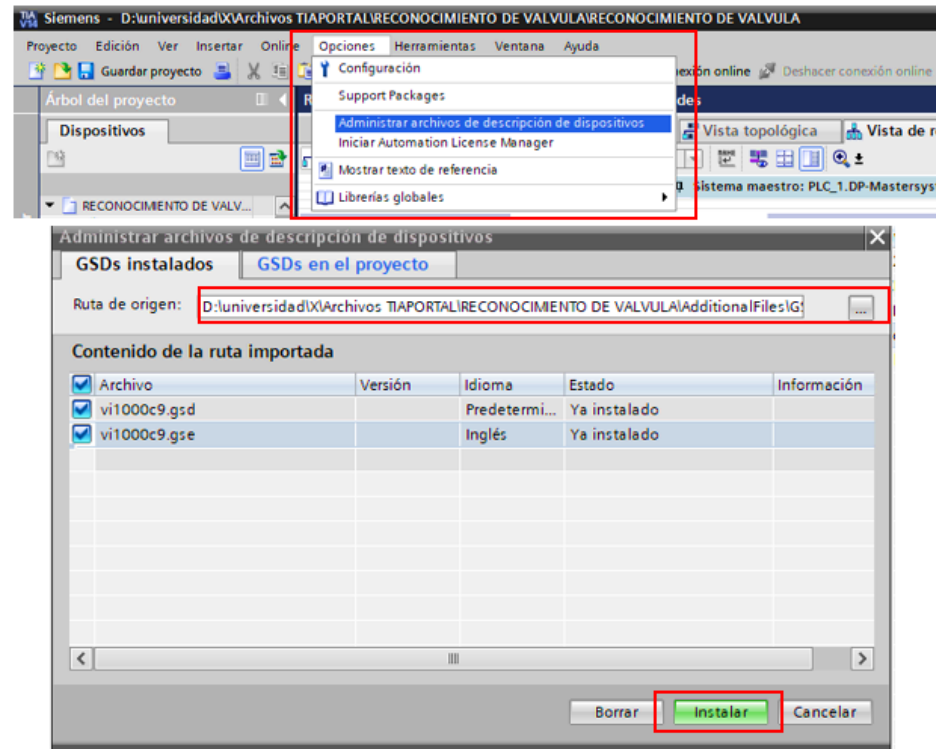 Siemens - D:\universidad\X\Archivos TIAPORTAL\RECONOCIMIENTO DE VALVULA\RECONOCIMIENTO DE VALVULA
Proyecto Edición Ver Insertar Online Opciones Herramientas Ventana Ayuda
Guardar proyecto
Configuración
exión online Deshacer conexión online
Árbol del proyecto
Support Packages
des
Dispositivos
Administrar archivos de descripción de dispositivos
Vista topológica Vista de r
Iniciar Automation License Manager
Mostrar texto de referencia
Sistema maestro: PLC_1.DP-Mastersys
RECONOCIMIENTO DE VALV...
Librerías globales
Administrar archivos de descripción de dispositivos
GSDs instalados GSDs en el proyecto
Ruta de origen: D:\universidad\X\Archivos TIAPORTAL\RECONOCIMIENTO DE VALVULA\AdditionalFiles\GS ...
Contenido de la ruta importada
Archivo Versión Idioma Estado Información
vi1000c9.gsd Predetermi... Ya instalado
vi1000c9.gse Inglés Ya instalado
Borrar Instalar Cancelar